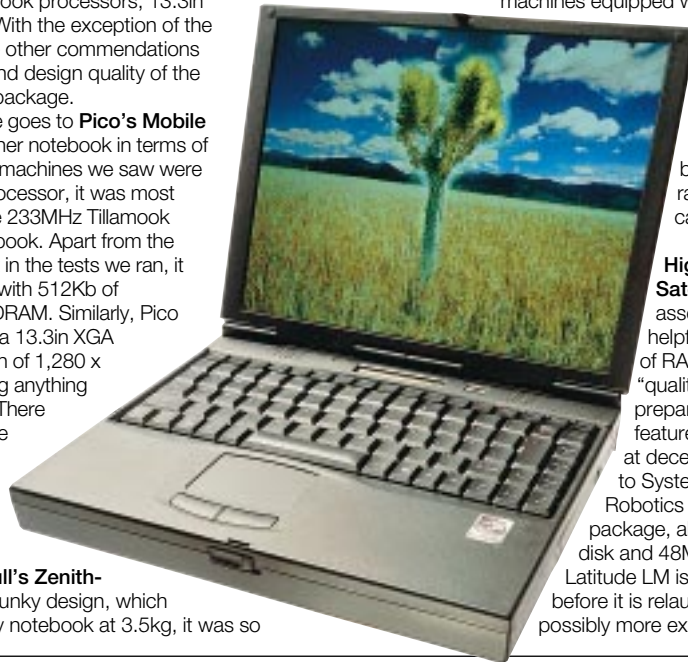 ook processors, 13.3in
With the exception of the
other commendations
nd design quality of the
package.
e goes to Pico's Mobile
her notebook in terms of
machines we saw were
ocessor, it was most
e 233MHz Tillamook
book. Apart from the
in the tests we ran, it
with 512Kb of
DRAM. Similarly, Pico
a 13.3in XGA
n of 1,280 x
g anything
There
e
ull's Zenith-
unky design, which
y notebook at 3.5kg, it was so
machines equipped w
b
ra
ca
Hig
Sat
asse
helpf
of RA
"qualit
prepar
feature
at dece
to Syste
Robotics
package, a
disk and 48M
Latitude LM is
before it is relau
possibly more ex